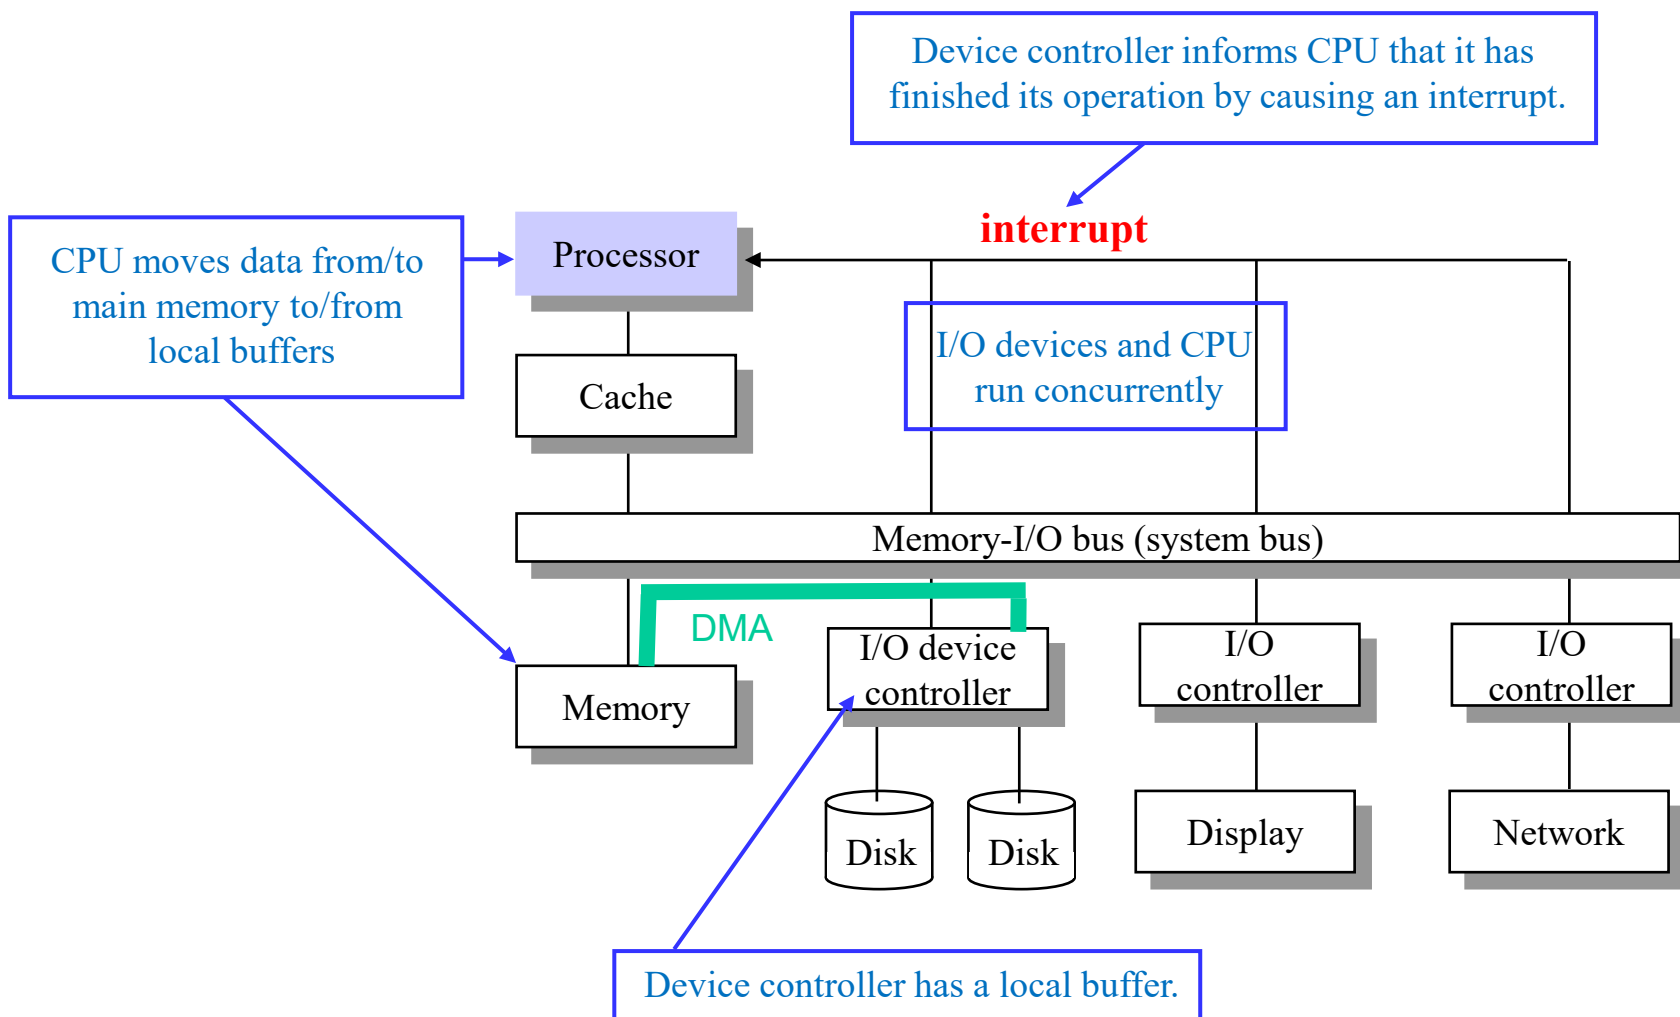 Device controller informs CPU that it has
finished its operation by causing an interrupt.
interrupt
CPU moves data from/to
main memory to/from
local buffers
Processor
I/O devices and CPU
run concurrently
Cache
Memory-I/O bus (system bus)
DMA
I/O device
controller
I/O
controller
I/O
controller
Memory
Disk
Disk
Display
Network
Device controller has a local buffer.